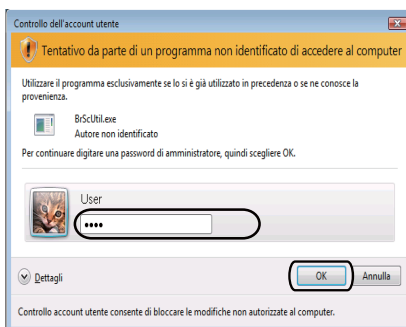 Controllo dell'account utente
Tentativo da parte di un programma non identificato di accedere al computer
Utilizzare il programma esclusivamente se lo si è già utilizzato in precedenza o se ne conosce la
provenienza.
BrScUtil.exe
Autore non identificato
Per continuare digitare una password di amministratore, quindi scegliere OK.
User
••••
Dettagli
OK
Annulla
Controllo account utente consente di bloccare le modifiche non autorizzate al computer.